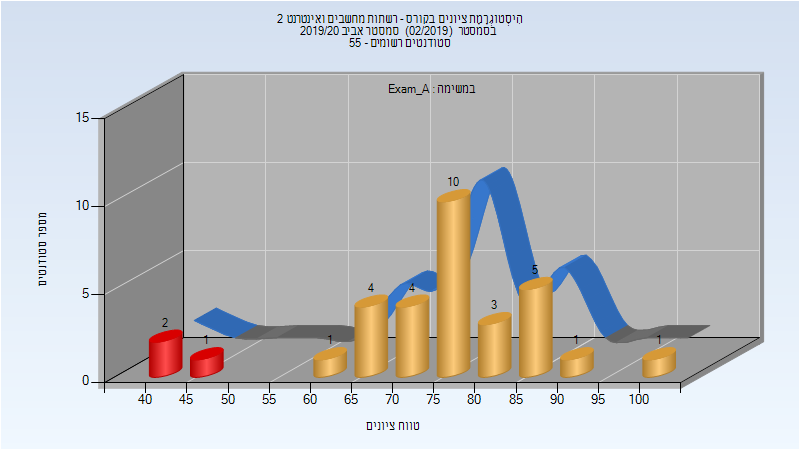 היסטוגרמת ציונים בקורס - רשתות מחשבים ואינטרנט 2
בסמסטר (02/2019) סמסטר אביב 2019/20
סטודנטים רשומים - 55
במשימה : Exam_A
15
10
5
0
מספר סטודנטים
2
1
1
4
4
10
3
5
1
1
40 45 50 55 60 65 70 75 80 85 90 95 100
טווח ציונים